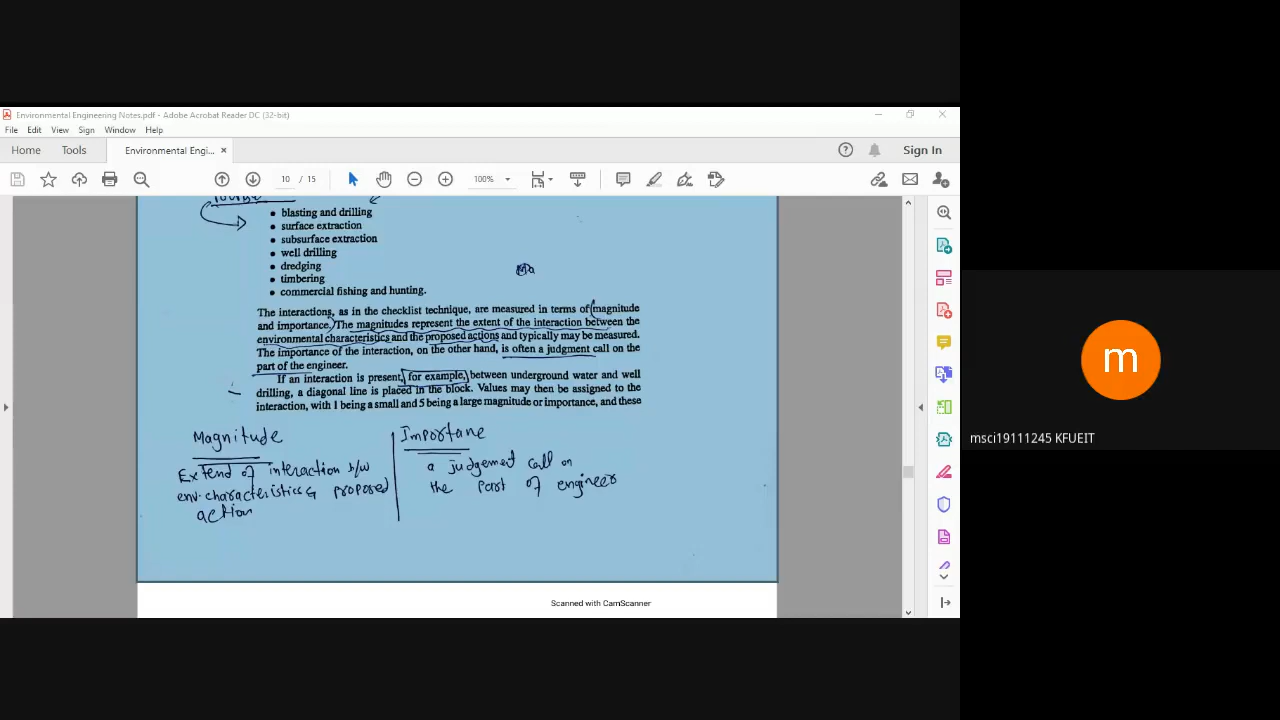 Environmental Engineering Notes.pdf - Adobe Acrobat Reader DC (32-bit)
File Edit View Sign Window Help
Home Tools Environmental Engi... × Sign In
10 / 15 100%
• blasting and drilling
• surface extraction
• subsurface extraction
• well drilling
• dredging
• timbering
• commercial fishing and hunting.
The interactions, as in the checklist technique, are measured in terms of magnitude
and importance. The magnitudes represent the extent of the interaction between the
environmental characteristics and the proposed actions and typically may be measured.
The importance of the interaction, on the other hand, is often a judgment call on the
part of the engineer.
If an interaction is present, for example, between underground water and well
drilling, a diagonal line is placed in the block. Values may then be assigned to the
interaction, with 1 being a small and 5 being a large magnitude or importance, and these
Magnitude
Extend of interaction b/w
env. characteristics & proposed
action
Importane
a judgement call on
the part of engineer
Scanned with CamScanner
m
msci19111245 KFUEIT